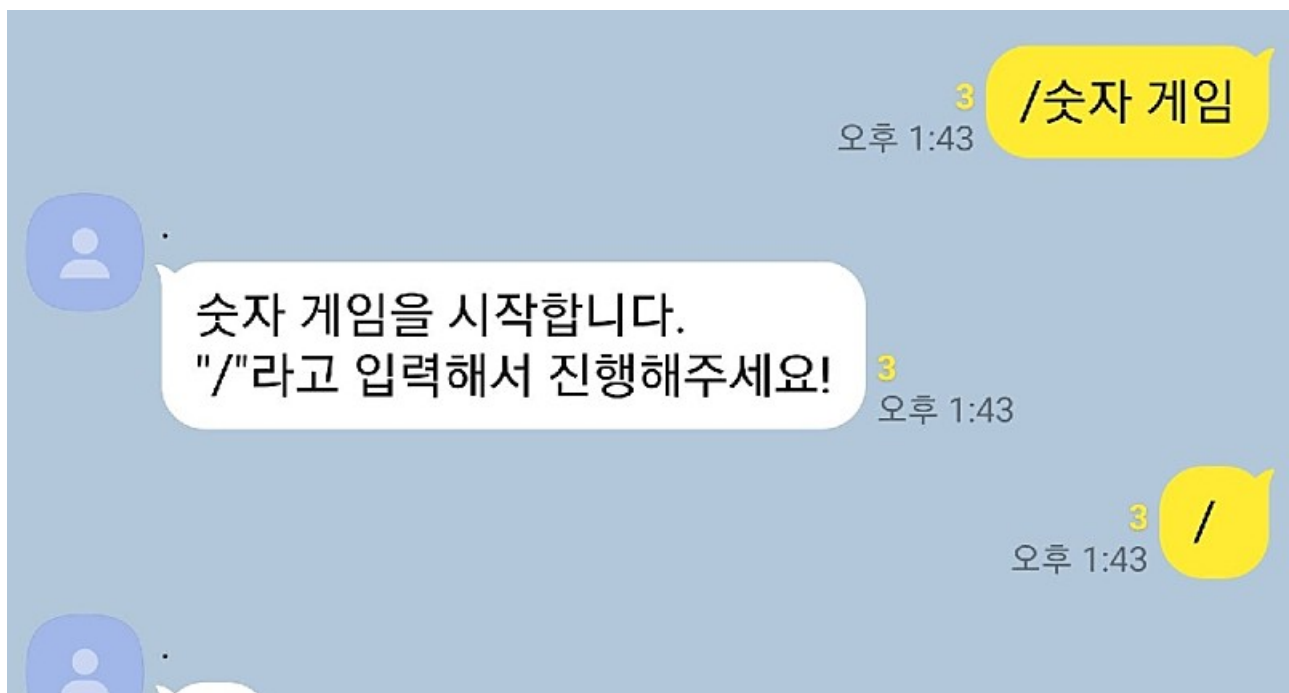 /숫자 게임
3
오후 1:43
.
숫자 게임을 시작합니다.
"/"라고 입력해서 진행해주세요!
3
오후 1:43
/
3
오후 1:43
.